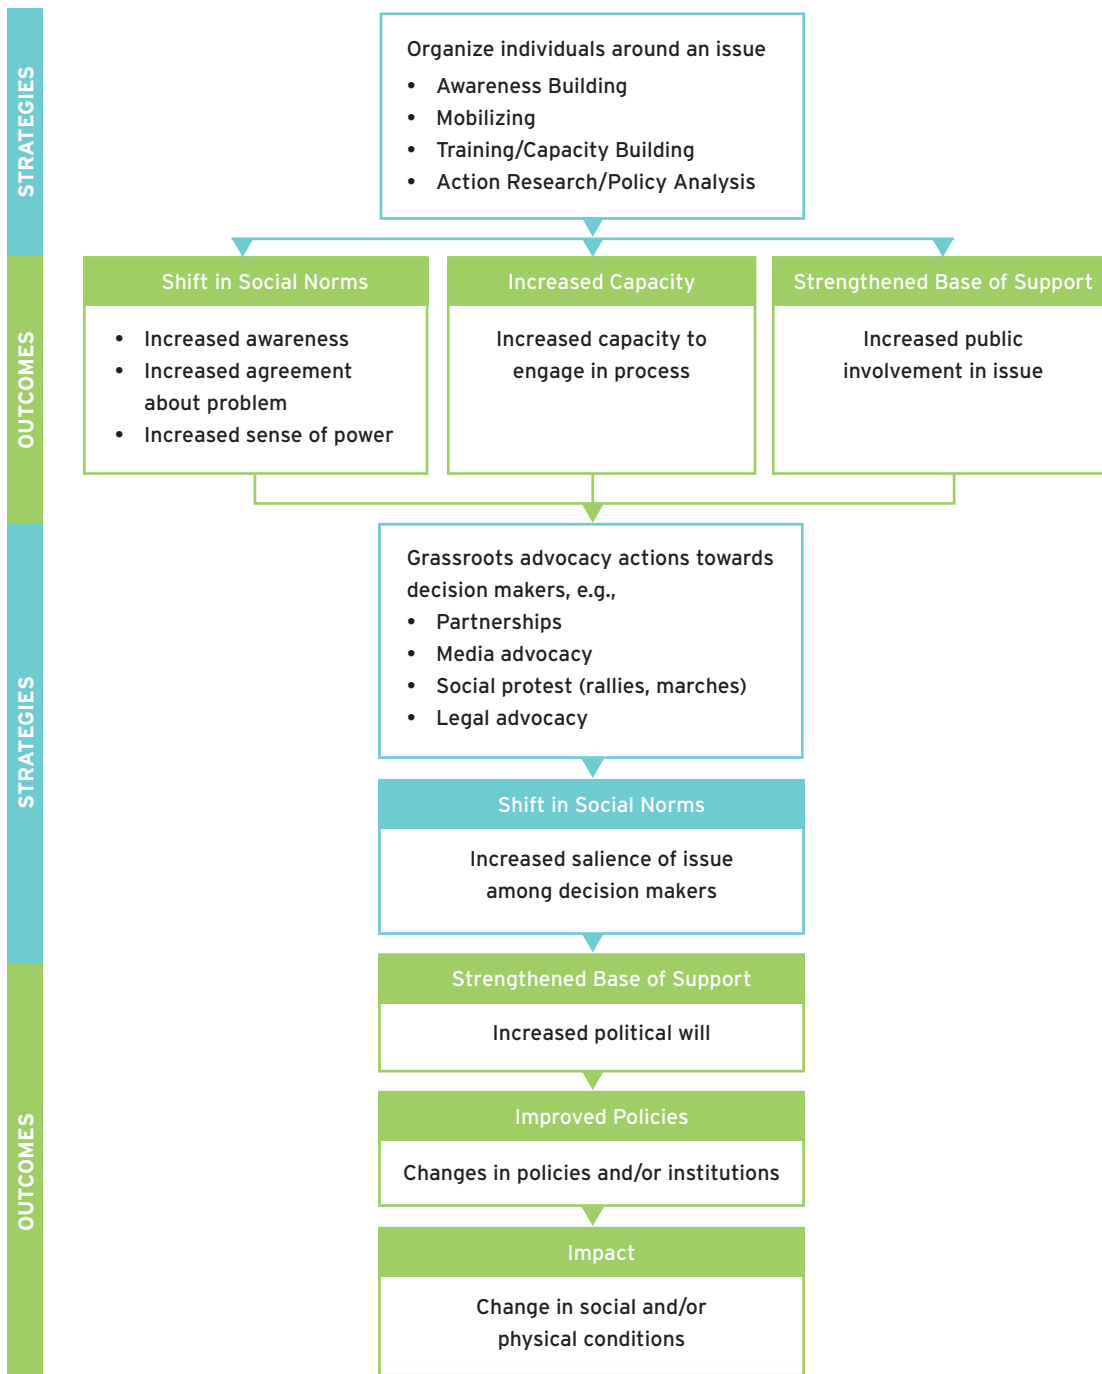 STRATEGIES
Organize individuals around an issue
• Awareness Building
• Mobilizing
• Training/Capacity Building
• Action Research/Policy Analysis
OUTCOMES
Shift in Social Norms
• Increased awareness
• Increased agreement
about problem
• Increased sense of power
Increased Capacity
Increased capacity to
engage in process
Strengthened Base of Support
Increased public
involvement in issue
STRATEGIES
Grassroots advocacy actions towards
decision makers, e.g.,
• Partnerships
• Media advocacy
• Social protest (rallies, marches)
• Legal advocacy
Shift in Social Norms
Increased salience of issue
among decision makers
OUTCOMES
Strengthened Base of Support
Increased political will
Improved Policies
Changes in policies and/or institutions
Impact
Change in social and/or
physical conditions